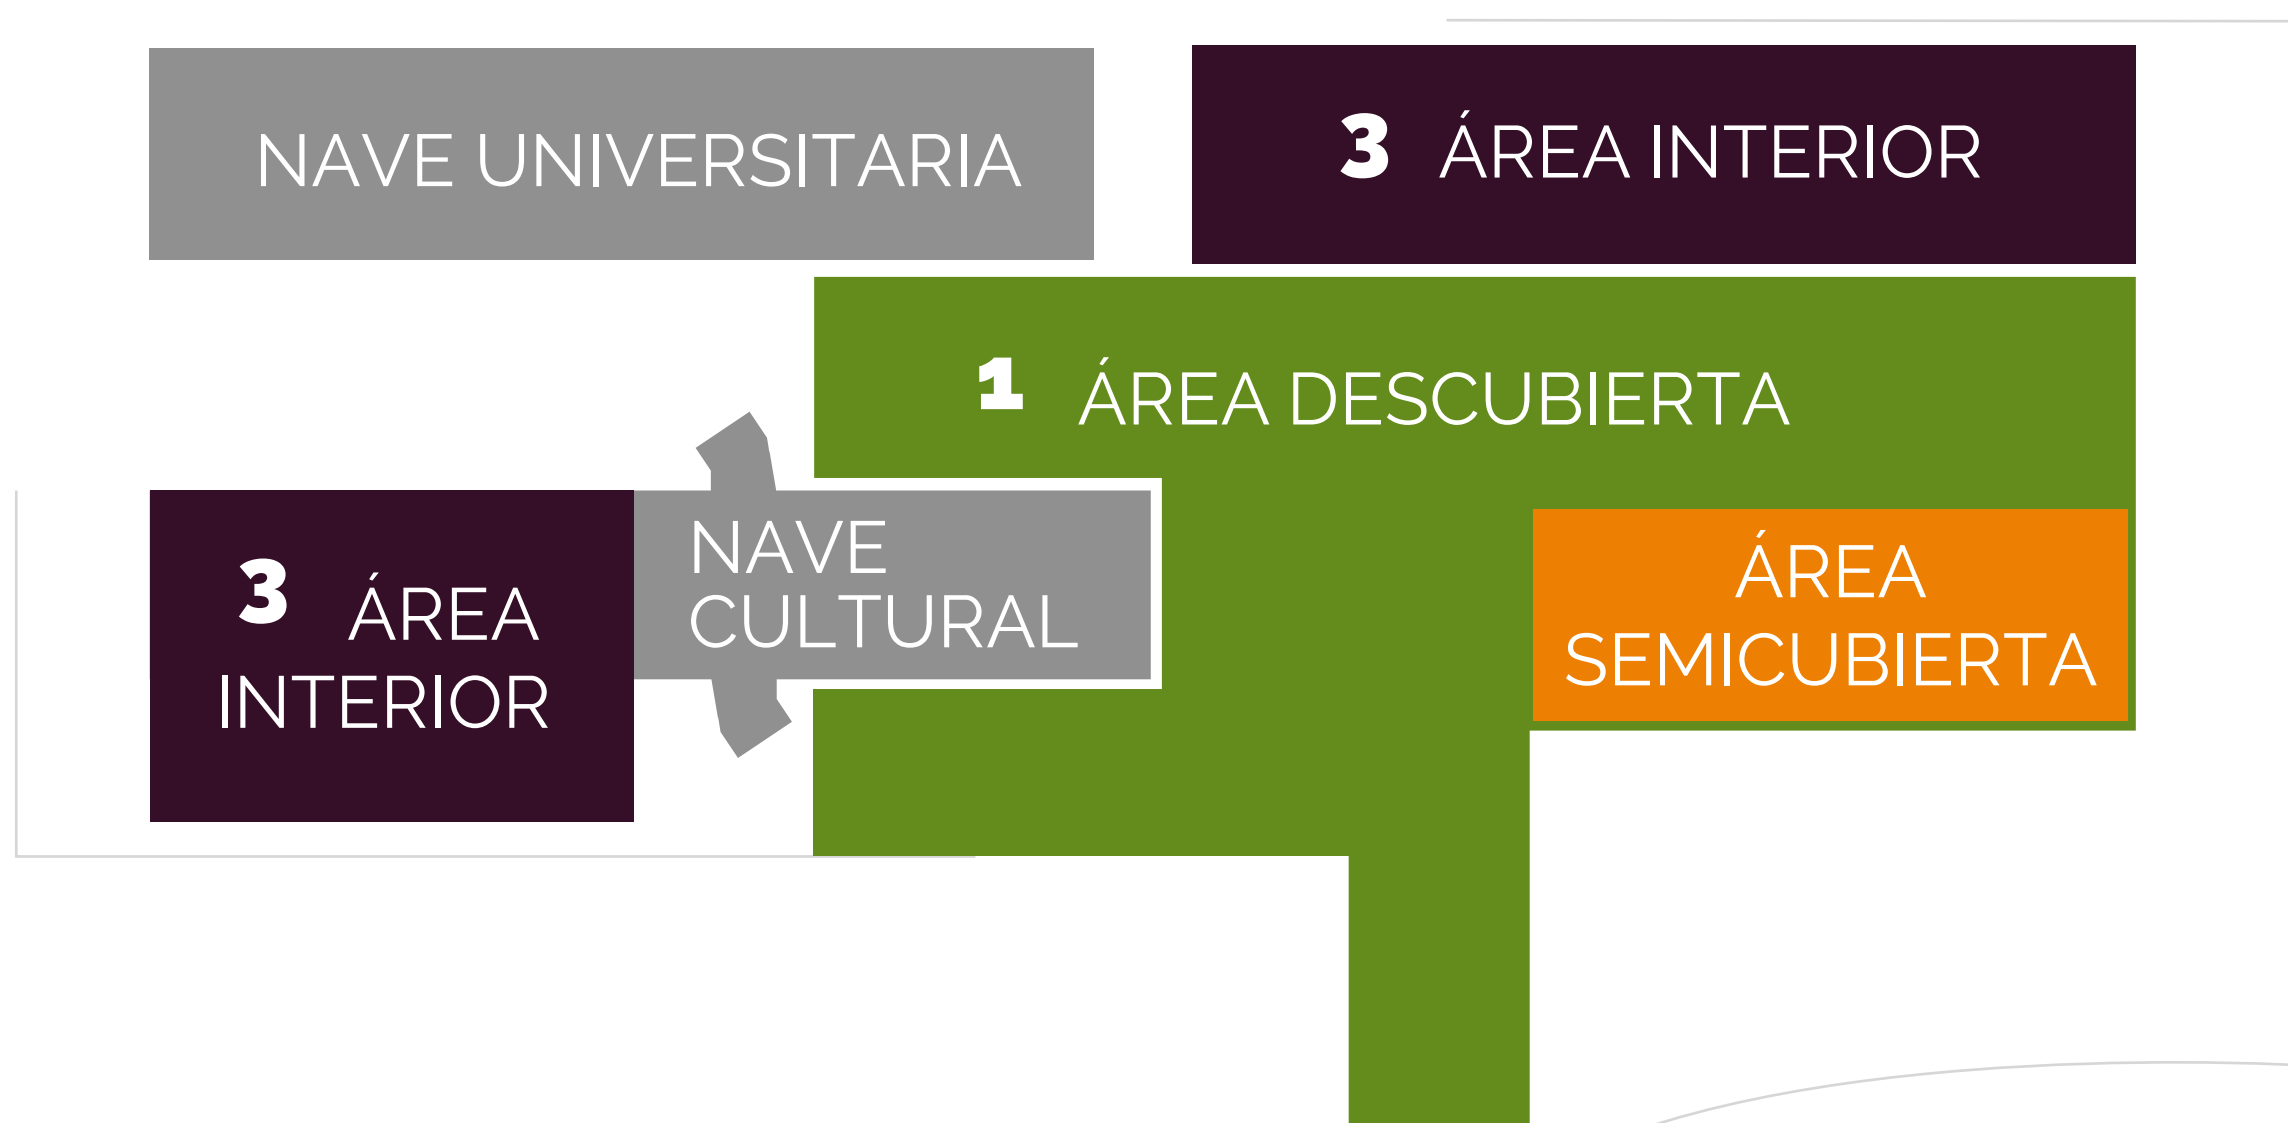 NAVE UNIVERSITARIA
3 ÁREA INTERIOR
1 ÁREA DESCUBIERTA
3 ÁREA
INTERIOR
NAVE
CULTURAL
ÁREA
SEMICUBIERTA